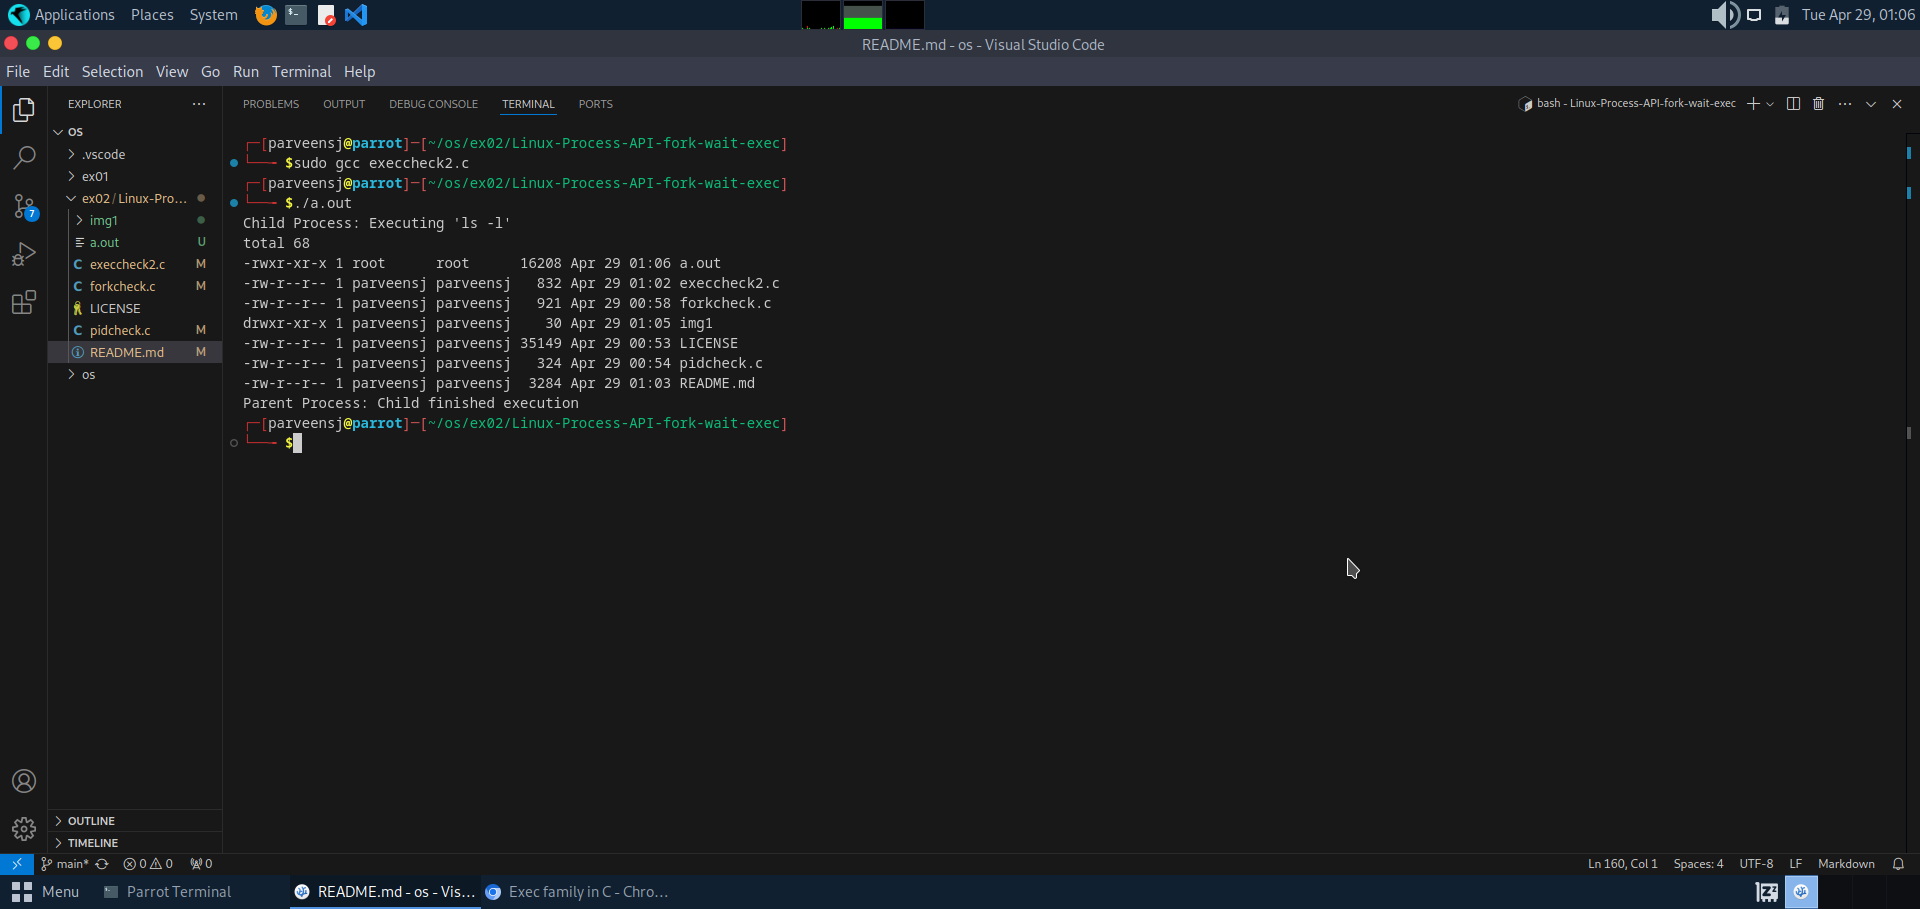 Applications Places System Tue Apr 29, 01:06
README.md - os - Visual Studio Code
File Edit Selection View Go Run Terminal Help
EXPLORER ···
OS
.vscode
ex01
ex02 / Linux-Pro...
img1
a.out U
execcheck2.c M
forkcheck.c M
LICENSE
pidcheck.c M
README.md M
os
7
OUTLINE
TIMELINE
PROBLEMS OUTPUT DEBUG CONSOLE TERMINAL PORTS bash - Linux-Process-API-fork-wait-exec
┌─[parveensj@parrot]─[~/os/ex02/Linux-Process-API-fork-wait-exec]
└──╼ $sudo gcc execcheck2.c
┌─[parveensj@parrot]─[~/os/ex02/Linux-Process-API-fork-wait-exec]
└──╼ $./a.out
Child Process: Executing 'ls -l'
total 68
-rwxr-xr-x 1 root      root      16208 Apr 29 01:06 a.out
-rw-r--r-- 1 parveensj parveensj   832 Apr 29 01:02 execcheck2.c
-rw-r--r-- 1 parveensj parveensj   921 Apr 29 00:58 forkcheck.c
drwxr-xr-x 1 parveensj parveensj    30 Apr 29 01:05 img1
-rw-r--r-- 1 parveensj parveensj 35149 Apr 29 00:53 LICENSE
-rw-r--r-- 1 parveensj parveensj   324 Apr 29 00:54 pidcheck.c
-rw-r--r-- 1 parveensj parveensj  3284 Apr 29 01:03 README.md
Parent Process: Child finished execution
┌─[parveensj@parrot]─[~/os/ex02/Linux-Process-API-fork-wait-exec]
└──╼ $
main* 0 0 0 Ln 160, Col 1 Spaces: 4 UTF-8 LF Markdown
Menu Parrot Terminal README.md - os - Vis... Exec family in C - Chro...